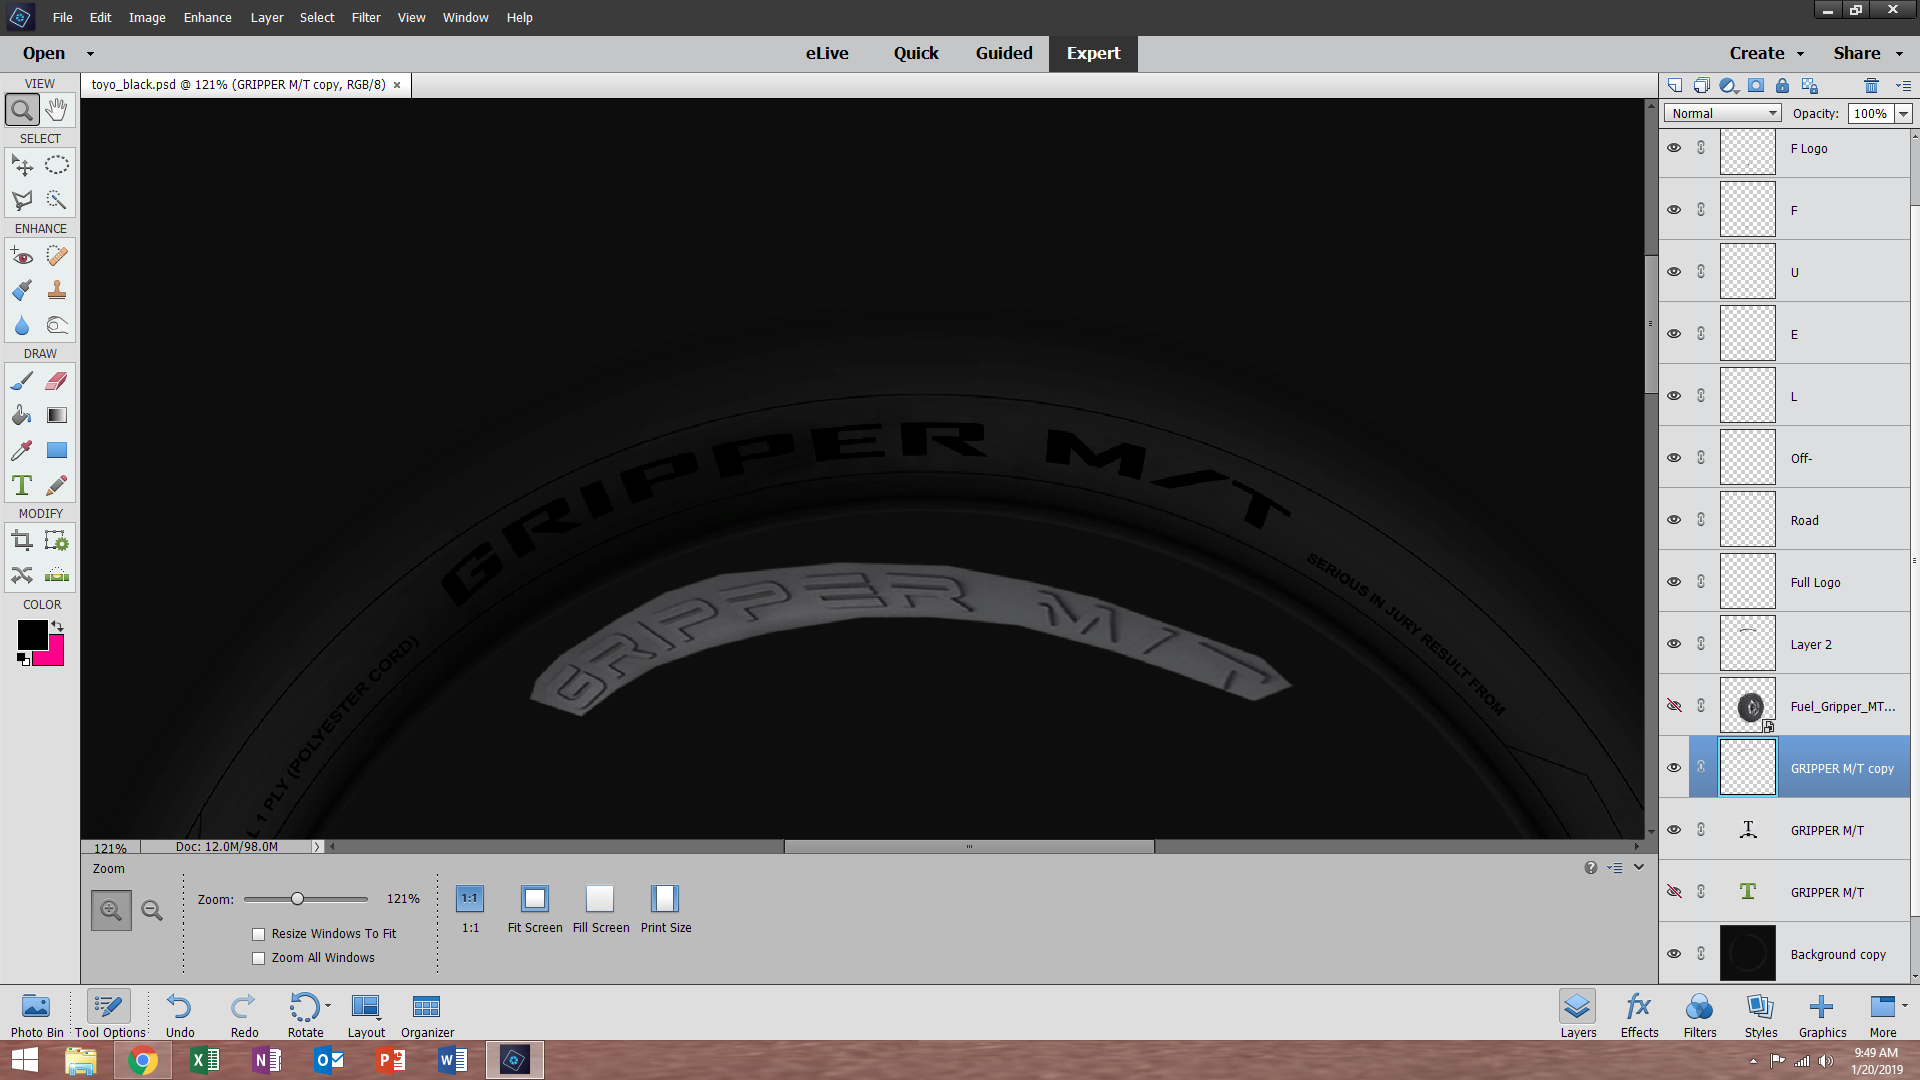 File Edit Image Enhance Layer Select Filter View Window Help
Open eLive Quick Guided Expert Create Share
toyo_black.psd @ 121% (GRIPPER M/T copy, RGB/8) ×
VIEW
SELECT
ENHANCE
DRAW
T
MODIFY
COLOR
GRIPPER M/T
SERIOUS IN JURY RESULT FROM
L 1 PLY (POLYESTER CORD)
GRIPPER M/T
Normal Opacity: 100%
F Logo
F
U
E
L
Off-
Road
Full Logo
Layer 2
Fuel_Gripper_MT...
GRIPPER M/T copy
T GRIPPER M/T
T GRIPPER M/T
Background copy
121% Doc: 12.0M/98.0M
Zoom
Zoom: 121%
Resize Windows To Fit
Zoom All Windows
1:1
1:1 Fit Screen Fill Screen Print Size
Photo Bin Tool Options Undo Redo Rotate Layout Organizer
fx
Layers Effects Filters Styles Graphics More
9:49 AM
1/20/2019